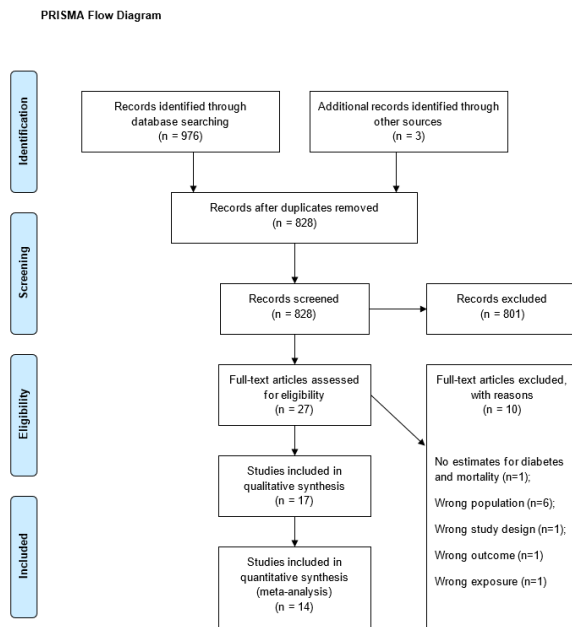 PRISMA Flow Diagram
Identification
Records identified through
database searching
(n = 976)
Additional records identified through
other sources
(n = 3)
Records after duplicates removed
(n = 828)
Screening
Records screened
(n = 828)
Records excluded
(n = 801)
Eligibility
Full-text articles assessed
for eligibility
(n = 27)
Full-text articles excluded,
with reasons
(n = 10)
No estimates for diabetes
and mortality (n=1);
Wrong population (n=6);
Wrong study design (n=1);
Wrong outcome (n=1)
Wrong exposure (n=1)
Studies included in
qualitative synthesis
(n = 17)
Included
Studies included in
quantitative synthesis
(meta-analysis)
(n = 14)